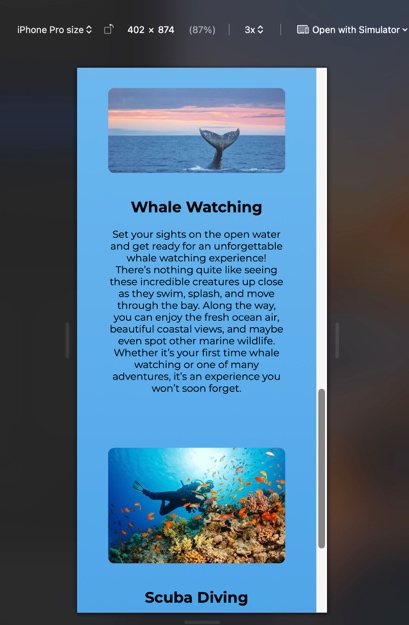 iPhone Pro size
402 × 874
(87%)
3x
Open with Simulator
Whale Watching
Set your sights on the open water
and get ready for an unforgettable
whale watching experience!
There's nothing quite like seeing
these incredible creatures up close
as they swim, splash, and move
through the bay. Along the way,
you can enjoy the fresh ocean air,
beautiful coastal views, and maybe
even spot other marine wildlife.
Whether it's your first time whale
watching or one of many
adventures, it's an experience you
won't soon forget.
Scuba Diving